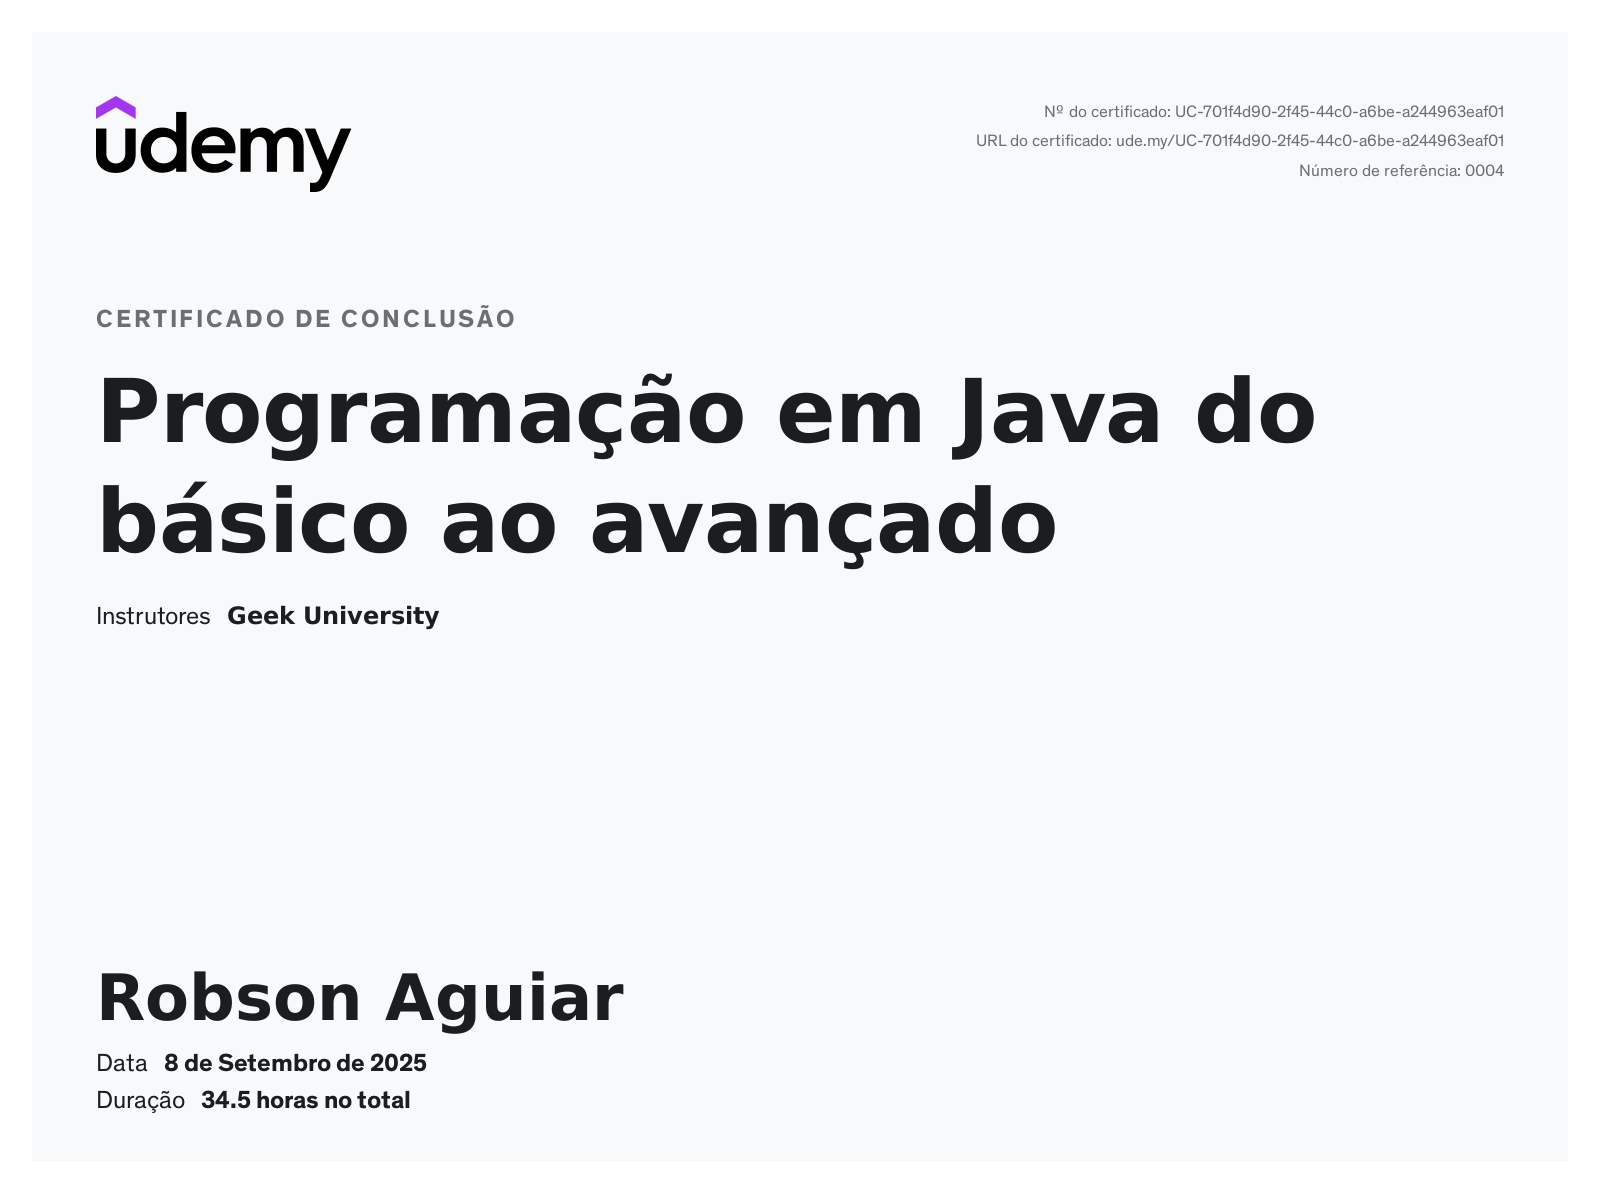 udemy
Nº do certificado: UC-701f4d90-2f45-44c0-a6be-a244963eaf01
URL do certificado: ude.my/UC-701f4d90-2f45-44c0-a6be-a244963eaf01
Número de referência: 0004
CERTIFICADO DE CONCLUSÃO
Programação em Java do
básico ao avançado
Instrutores Geek University
Robson Aguiar
Data 8 de Setembro de 2025
Duração 34.5 horas no total